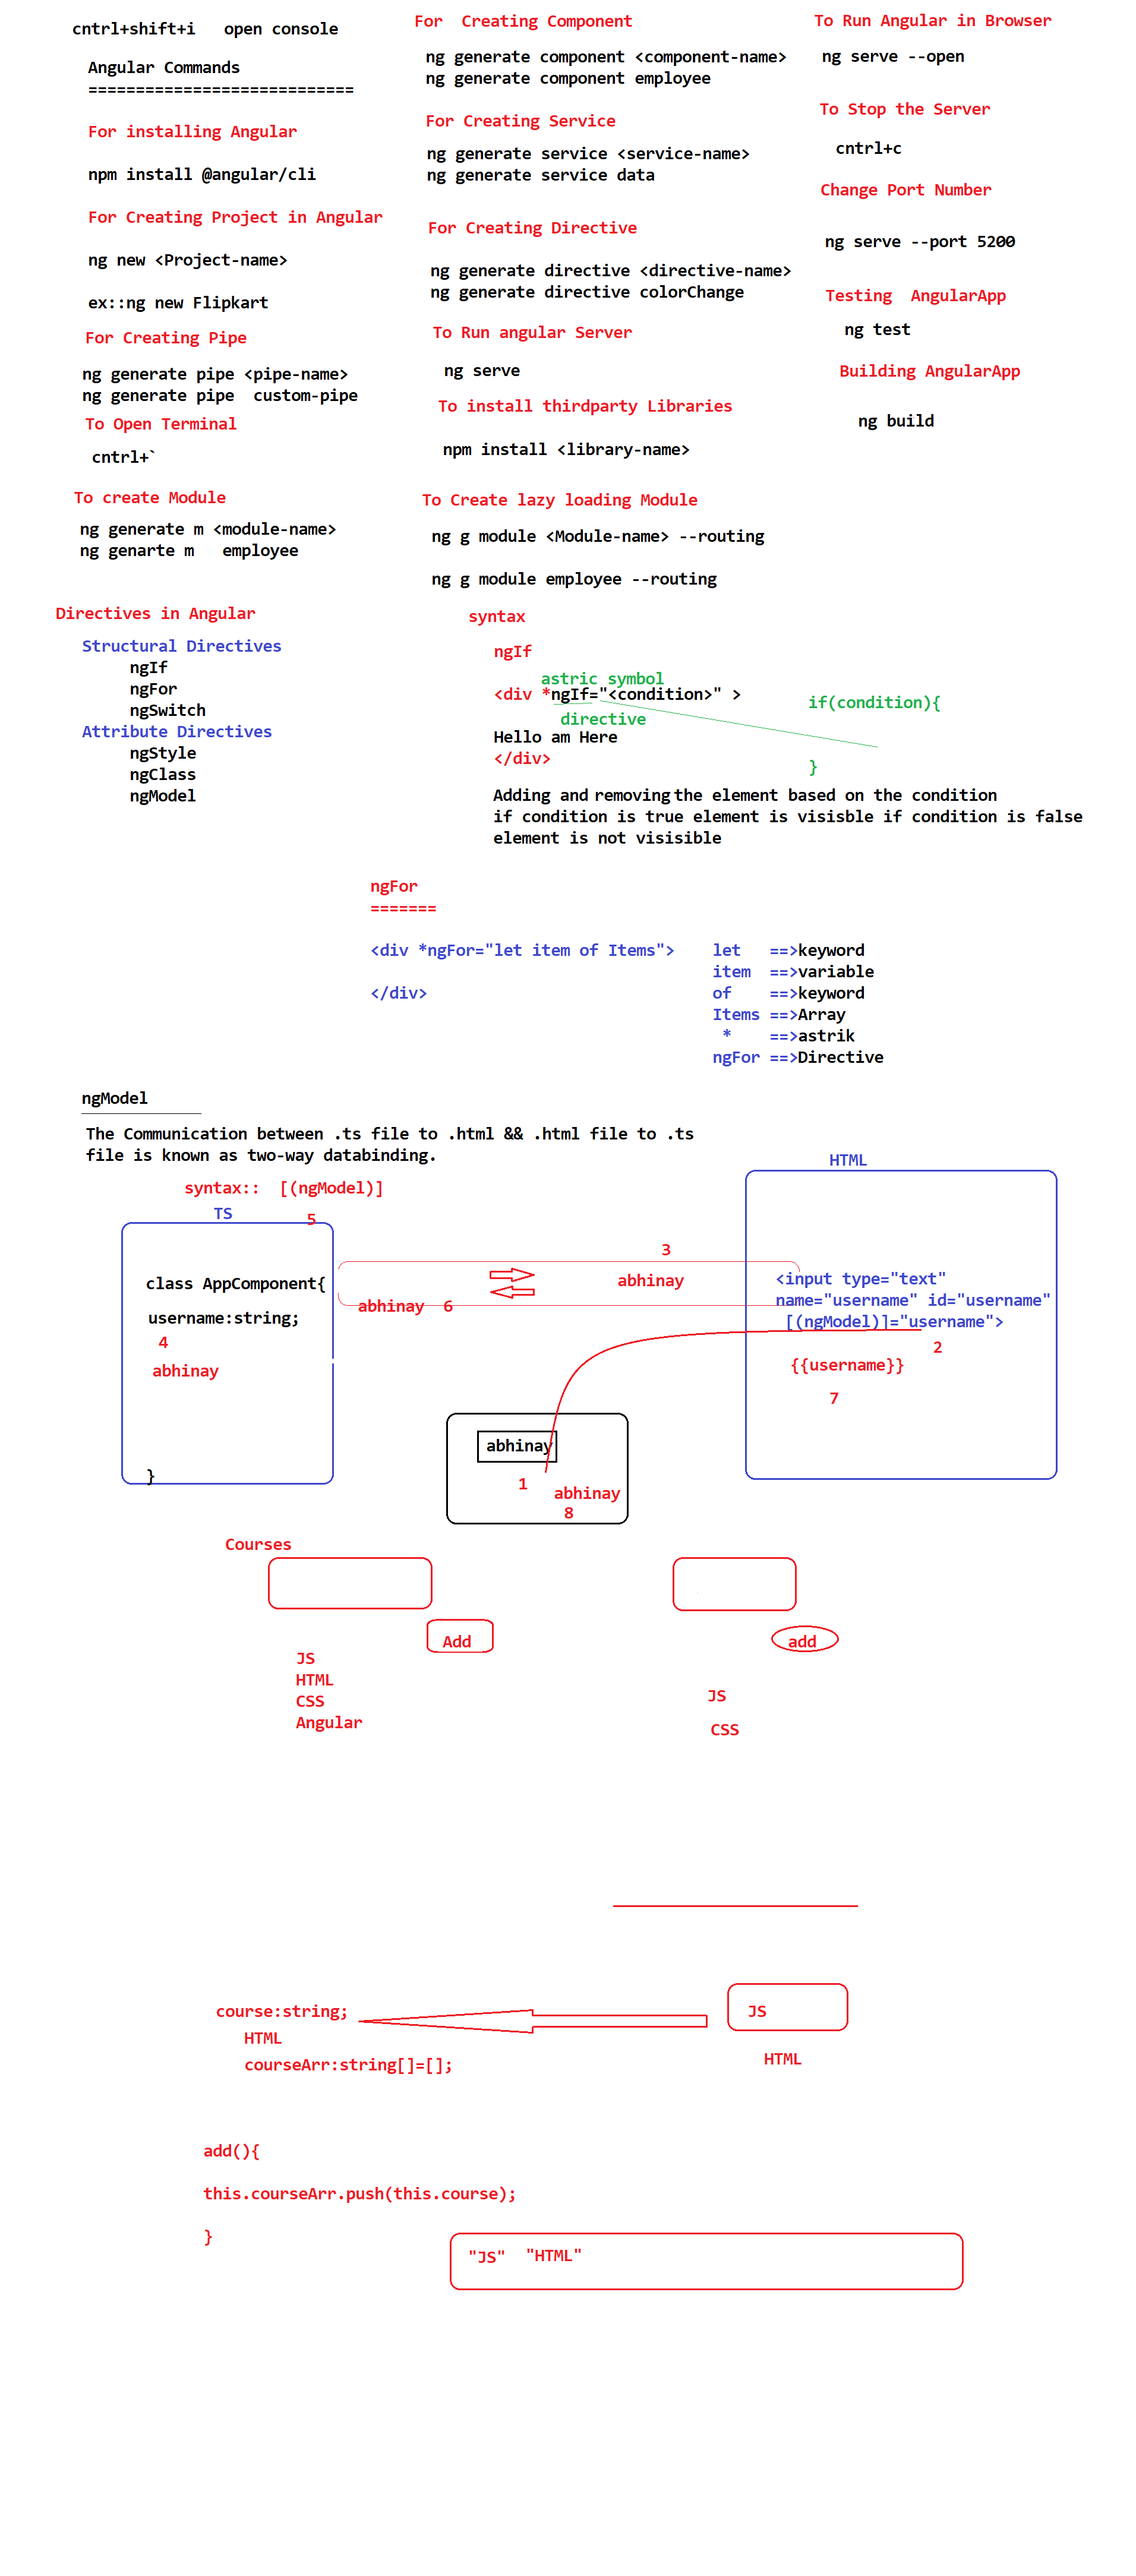 cntrl+shift+i   open console
Angular Commands
============================
For installing Angular
npm install @angular/cli
For Creating Project in Angular
ng new <Project-name>
ex::ng new Flipkart
For Creating Pipe
ng generate pipe <pipe-name>
ng generate pipe  custom-pipe
To Open Terminal
cntrl+`
To create Module
ng generate m <module-name>
ng genarte m   employee
For  Creating Component
ng generate component <component-name>
ng generate component employee
For Creating Service
ng generate service <service-name>
ng generate service data
For Creating Directive
ng generate directive <directive-name>
ng generate directive colorChange
To Run angular Server
ng serve
To install thirdparty Libraries
npm install <library-name>
To Create lazy loading Module
ng g module <Module-name> --routing
ng g module employee --routing
To Run Angular in Browser
ng serve --open
To Stop the Server
cntrl+c
Change Port Number
ng serve --port 5200
Testing  AngularApp
ng test
Building AngularApp
ng build
Directives in Angular
Structural Directives
ngIf
ngFor
ngSwitch
Attribute Directives
ngStyle
ngClass
ngModel
syntax
ngIf
astric symbol
<div *ngIf="<condition>" >
directive
Hello am Here
</div>
if(condition){
}
Adding and removing the element based on the condition
if condition is true element is visisble if condition is false
element is not visisible
ngFor
=======
<div *ngFor="let item of Items">
</div>
let   ==>keyword
item  ==>variable
of    ==>keyword
Items ==>Array
*    ==>astrik
ngFor ==>Directive
ngModel
The Communication between .ts file to .html && .html file to .ts
file is known as two-way databinding.
syntax::  [(ngModel)]
TS
5
class AppComponent{
username:string;
4
abhinay
}
3
abhinay
abhinay  6
HTML
<input type="text"
name="username" id="username"
[(ngModel)]="username">
2
{{username}}
7
abhinay
1
abhinay
8
Courses
Add
JS
HTML
CSS
Angular
add
JS
CSS
course:string;
HTML
courseArr:string[]=[];
JS
HTML
add(){
this.courseArr.push(this.course);
}
"JS"  "HTML"